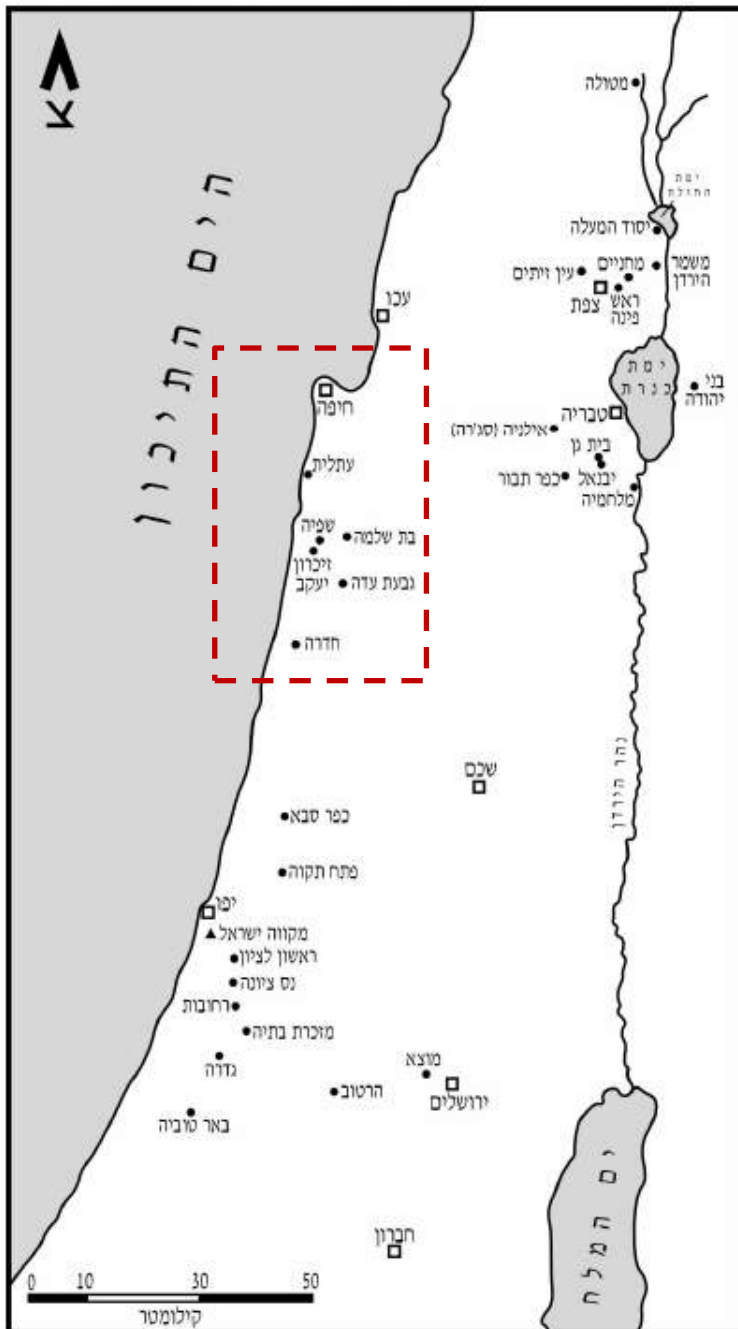 צ
מטולה
הים התיכון
ימת
החולה
יסוד המעלה
משמר
הירדן
מחניים
עין זיתים
ראש
פינה
צפת
עכו
ימת
כנרת
בני
יהודה
חיפה
טבריה
אילניה (סג'רה)
בית גן
יבנאל
כפר תבור
מלחמיה
עתלית
שפיה
בת שלמה
זיכרון
יעקב
גבעת עדה
חדרה
נהר הירדן
שכם
כפר סבא
פתח תקוה
יפו
מקווה ישראל
ראשון לציון
נס ציונה
רחובות
מזכרת בתיה
גדרה
מוצא
ירושלים
הרטוב
באר טוביה
ים המלח
חברון
0 10 30 50
קילומטר